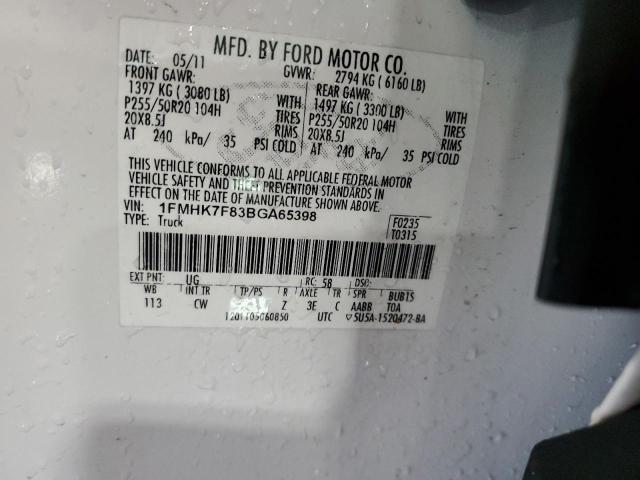 MFD. BY FORD MOTOR CO.
DATE: 05/11 GVWR: 2794 KG (6160 LB)
FRONT GAWR: REAR GAWR:
1397 KG (3080 LB) WITH 1497 KG (3300 LB) WITH
P255/50R20 104H TIRES P255/50R20 104H TIRES
20X8.5J RIMS 20X8.5J RIMS
AT 240 kPa/ 35 PSI COLD AT 240 kPa/ 35 PSI COLD
THIS VEHICLE CONFORMS TO ALL APPLICABLE FEDERAL MOTOR
VEHICLE SAFETY AND THEFT PREVENTION STANDARDS IN
EFFECT ON THE DATE OF MANUFACTURE SHOWN ABOVE.
VIN: 1FMHK7F83BGA65398 F0235
TYPE: Truck T0315
EXT PNT: UG RC: 58 DSO:
WB INT TR TP/PS R AXLE TR SPR BUB1S
113 CW Z 3E C AABB TOA
UTC 5U5A-1520472-BA